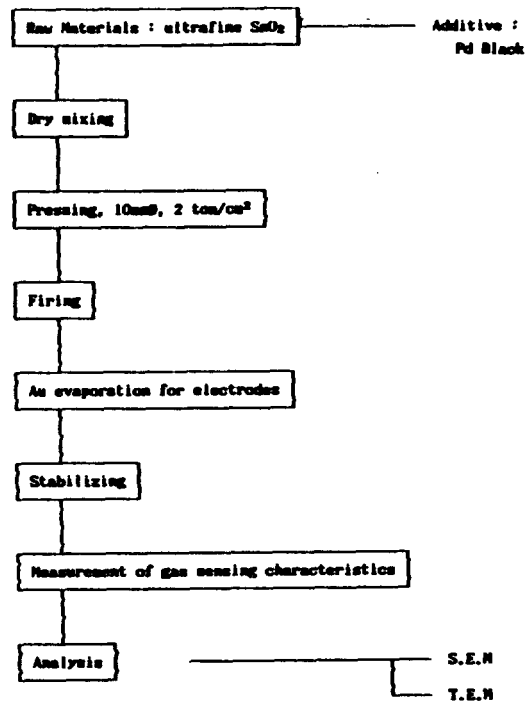 Raw Materials : ultrafine SnO₂
Additive :
Pd Black
Dry mixing
Pressing, 10mmØ, 2 ton/cm²
Firing
Au evaporation for electrodes
Stabilizing
Measurement of gas sensing characteristics
Analysis
S.E.M
T.E.M